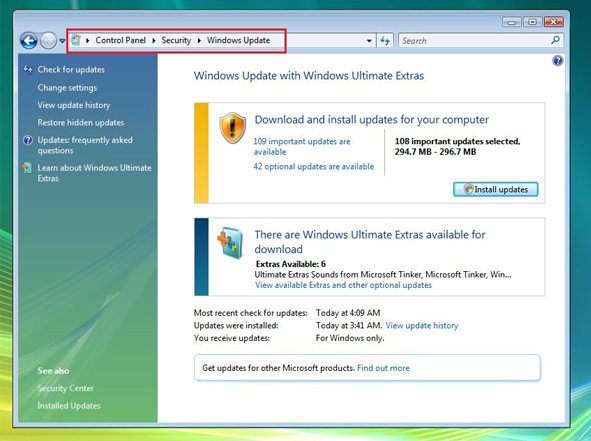 Control Panel Security Windows Update
Search
Check for updates
Change settings
View update history
Restore hidden updates
Updates: frequently asked
questions
Learn about Windows Ultimate
Extras
See also
Security Center
Installed Updates
Windows Update with Windows Ultimate Extras
Download and install updates for your computer
109 important updates are
available
42 optional updates are available
108 important updates selected,
294.7 MB - 296.7 MB
Install updates
There are Windows Ultimate Extras available for
download
Extras Available: 6
Ultimate Extras Sounds from Microsoft Tinker, Microsoft Tinker, Win...
View available Extras and other optional updates
Most recent check for updates: Today at 4:09 AM
Updates were installed: Today at 3:41 AM. View update history
You receive updates: For Windows only.
Get updates for other Microsoft products. Find out more